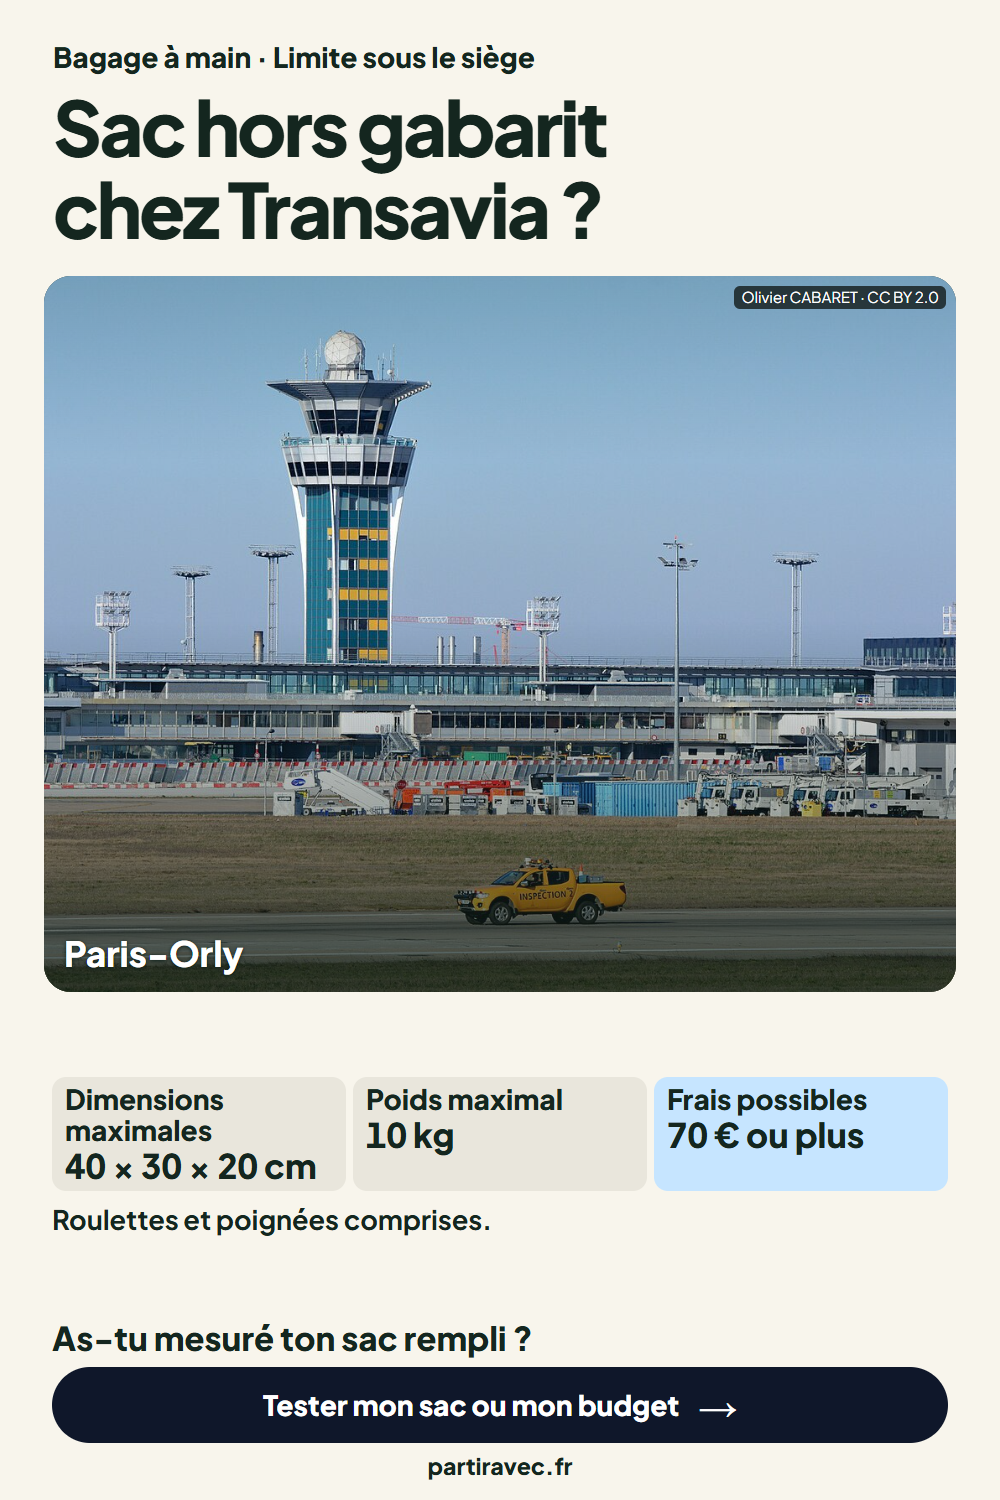 Bagage à main · Limite sous le siège
Sac hors gabarit
chez Transavia ?
Olivier CABARET · CC BY 2.0
INSPECTION 2
Paris-Orly
Dimensions
maximales
40 × 30 × 20 cm
Poids maximal
10 kg
Frais possibles
70 € ou plus
Roulettes et poignées comprises.
As-tu mesuré ton sac rempli ?
Tester mon sac ou mon budget →
partiravec.fr